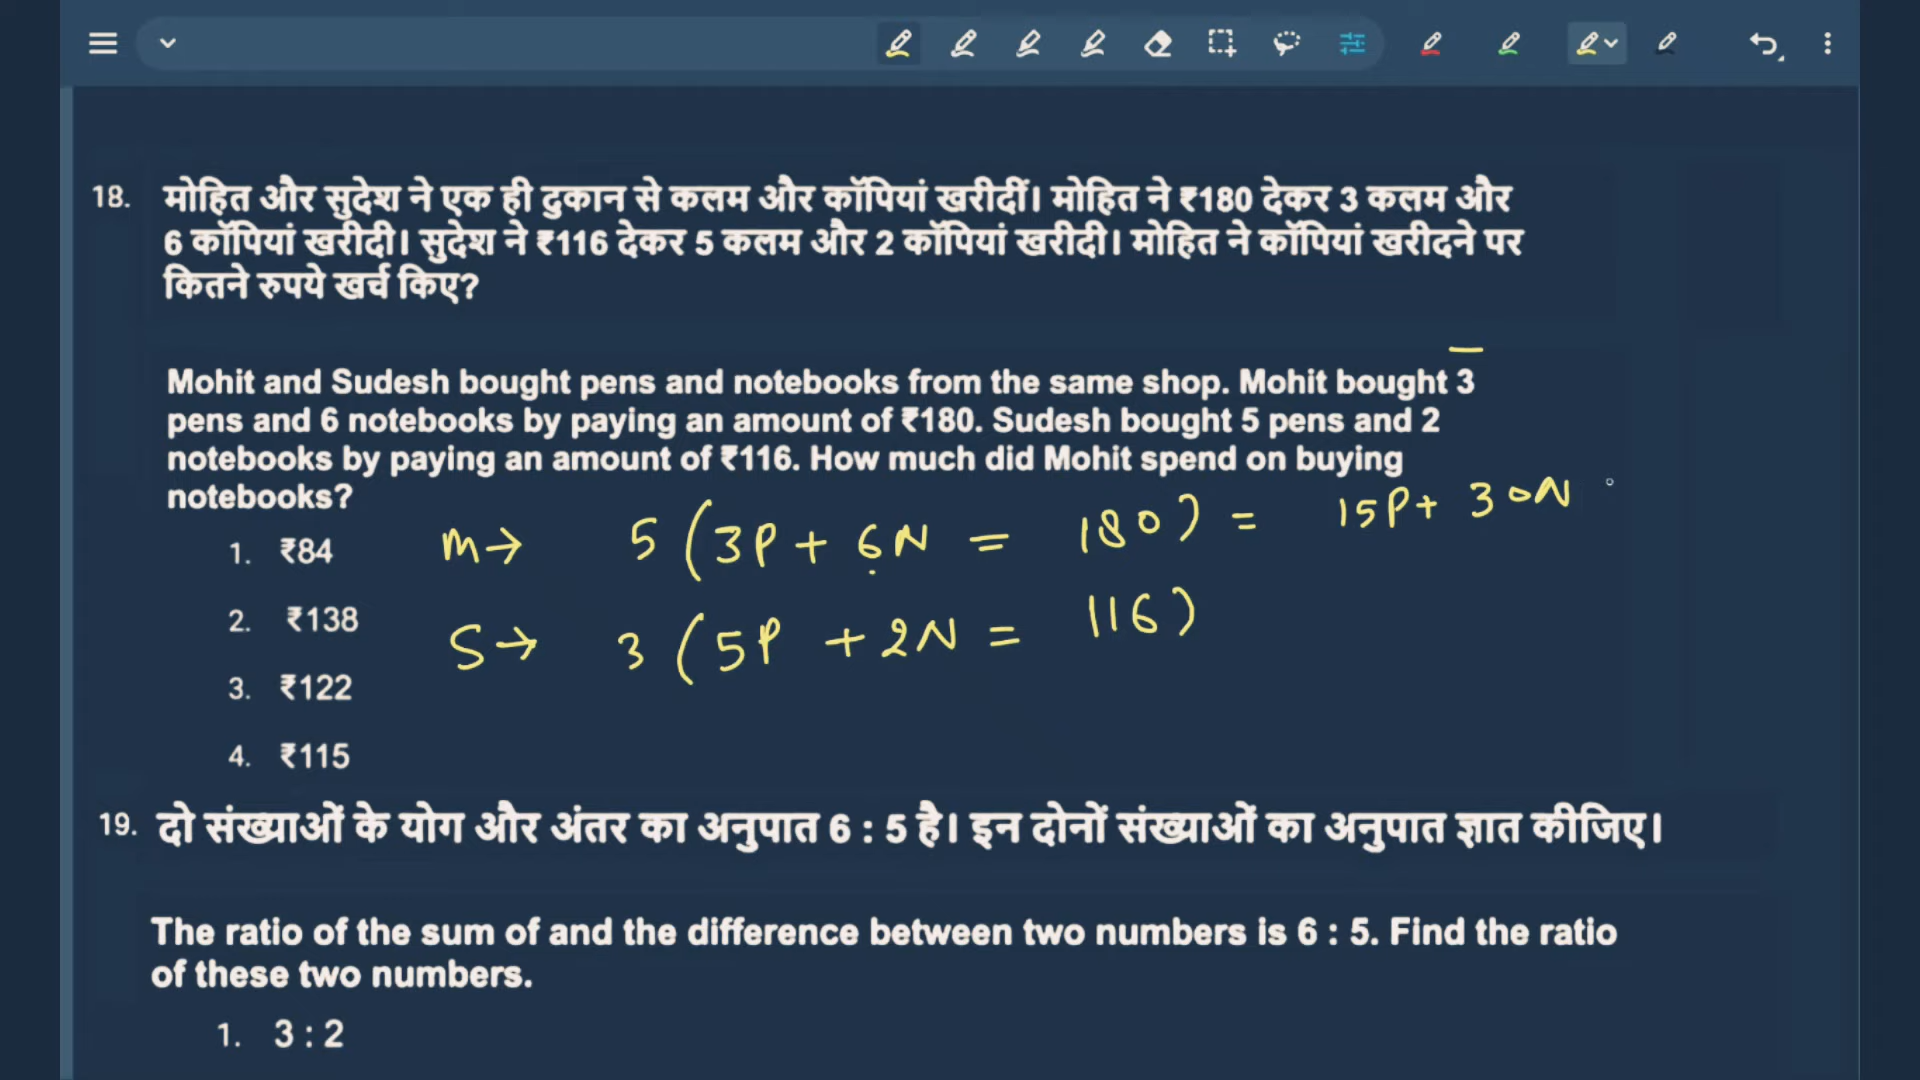 18. मोहित और सुदेश ने एक ही दुकान से कलम और कॉपियां खरीदीं। मोहित ने ₹180 देकर 3 कलम और
6 कॉपियां खरीदी। सुदेश ने ₹116 देकर 5 कलम और 2 कॉपियां खरीदी। मोहित ने कॉपियां खरीदने पर
कितने रुपये खर्च किए?
Mohit and Sudesh bought pens and notebooks from the same shop. Mohit bought 3
pens and 6 notebooks by paying an amount of ₹180. Sudesh bought 5 pens and 2
notebooks by paying an amount of ₹116. How much did Mohit spend on buying
notebooks?
M→ 5 (3P + 6N = 180) = 15P + 30N
1. ₹84
2. ₹138
S→ 3 (5P + 2N = 116)
3. ₹122
4. ₹115
19. दो संख्याओं के योग और अंतर का अनुपात 6 : 5 है। इन दोनों संख्याओं का अनुपात ज्ञात कीजिए।
The ratio of the sum of and the difference between two numbers is 6 : 5. Find the ratio
of these two numbers.
1. 3 : 2